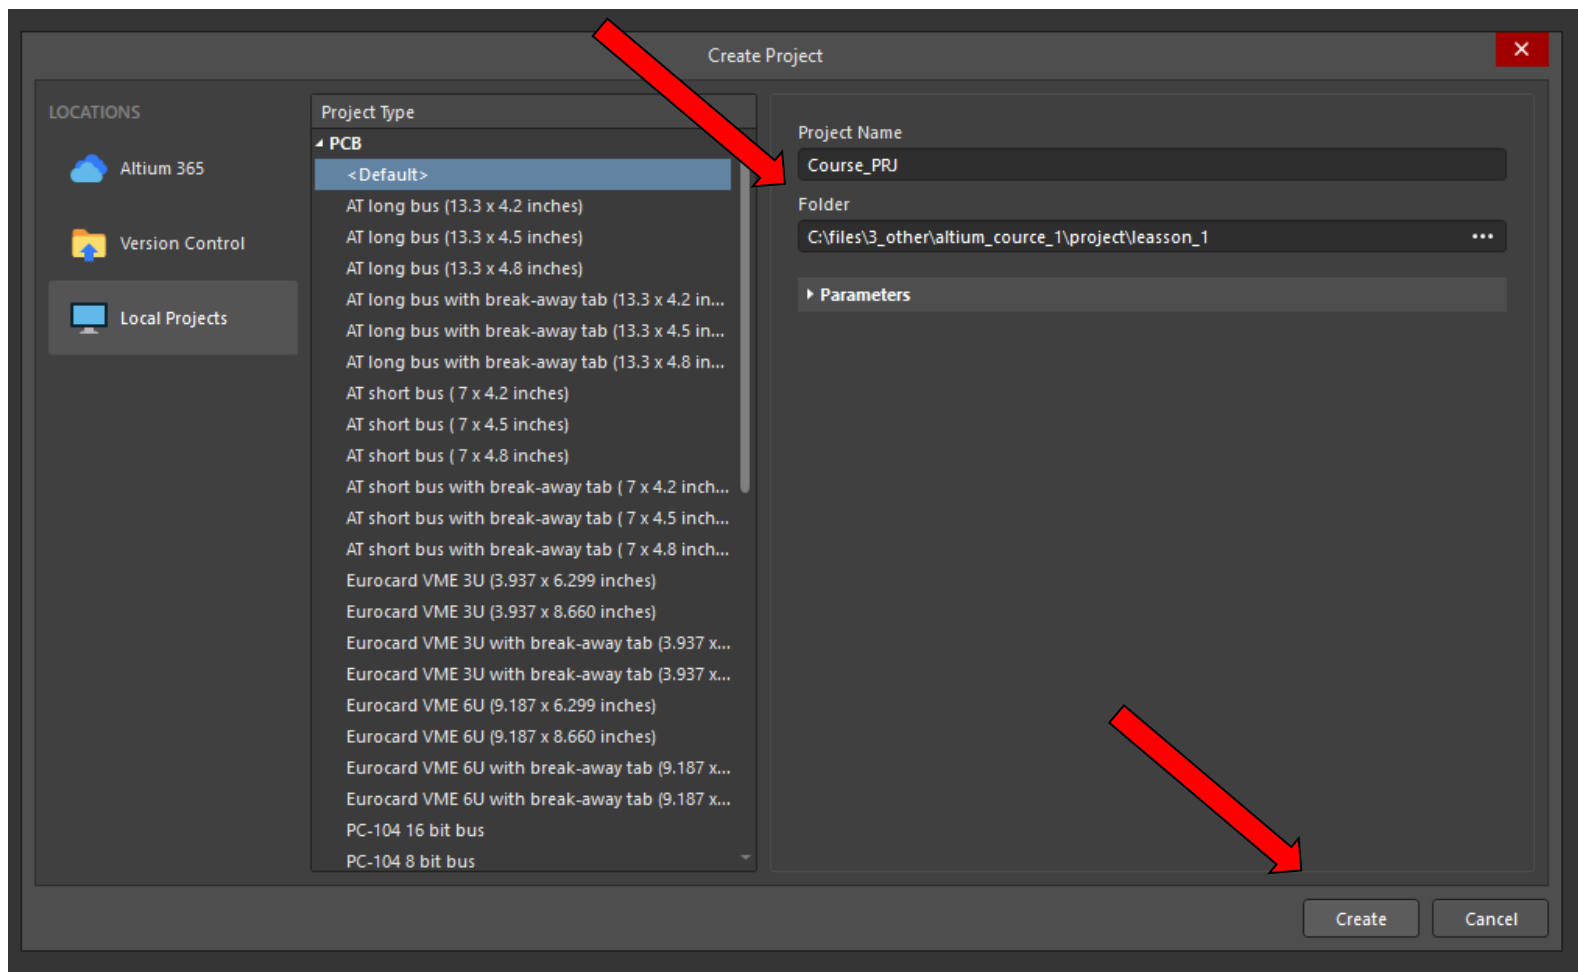 Create Project
LOCATIONS
Altium 365
Version Control
Local Projects
Project Type
PCB
<Default>
AT long bus (13.3 x 4.2 inches)
AT long bus (13.3 x 4.5 inches)
AT long bus (13.3 x 4.8 inches)
AT long bus with break-away tab (13.3 x 4.2 in...
AT long bus with break-away tab (13.3 x 4.5 in...
AT long bus with break-away tab (13.3 x 4.8 in...
AT short bus ( 7 x 4.2 inches)
AT short bus ( 7 x 4.5 inches)
AT short bus ( 7 x 4.8 inches)
AT short bus with break-away tab ( 7 x 4.2 inch...
AT short bus with break-away tab ( 7 x 4.5 inch...
AT short bus with break-away tab ( 7 x 4.8 inch...
Eurocard VME 3U (3.937 x 6.299 inches)
Eurocard VME 3U (3.937 x 8.660 inches)
Eurocard VME 3U with break-away tab (3.937 x...
Eurocard VME 3U with break-away tab (3.937 x...
Eurocard VME 6U (9.187 x 6.299 inches)
Eurocard VME 6U (9.187 x 8.660 inches)
Eurocard VME 6U with break-away tab (9.187 x...
Eurocard VME 6U with break-away tab (9.187 x...
PC-104 16 bit bus
PC-104 8 bit bus
Project Name
Course_PRJ
Folder
C:\files\3_other\altium_cource_1\project\leasson_1
Parameters
Create
Cancel